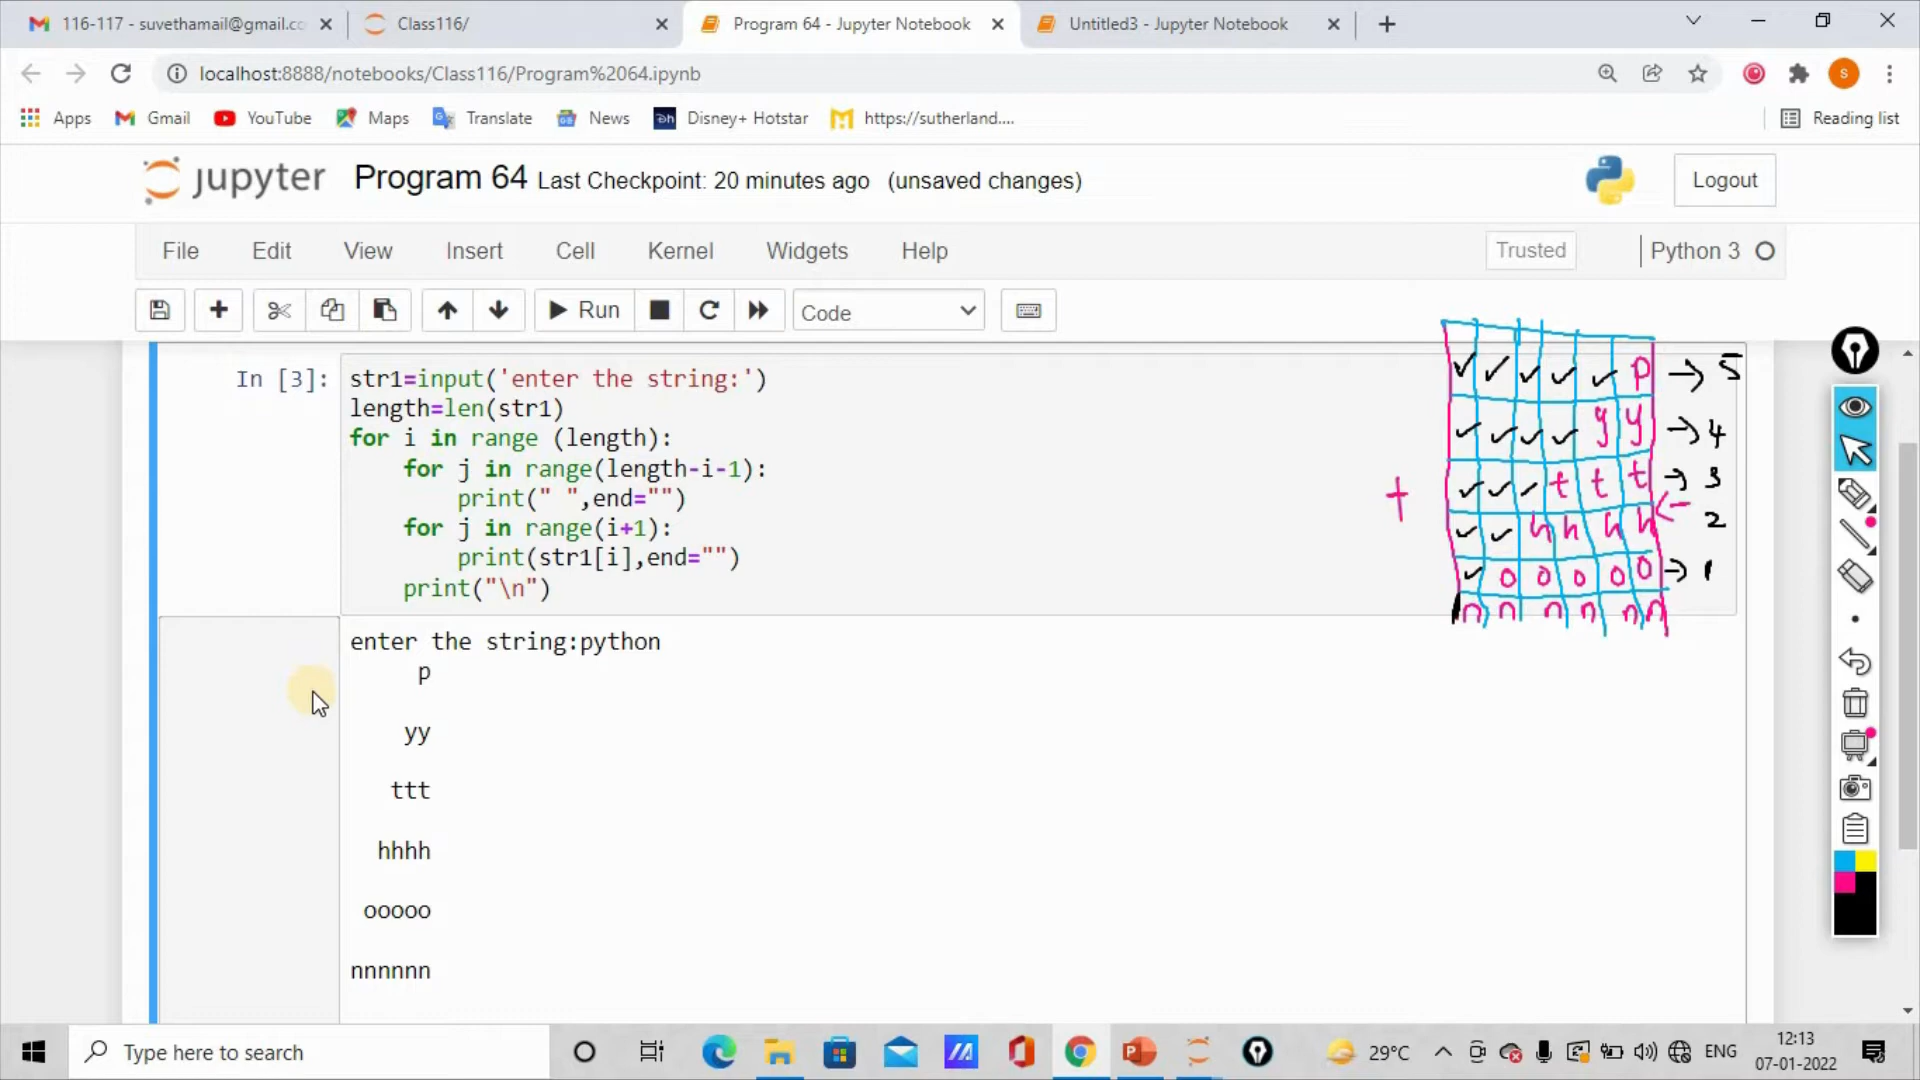 116-117 - suvethamail@gmail.co
Class116/
Program 64 - Jupyter Notebook
Untitled3 - Jupyter Notebook
localhost:8888/notebooks/Class116/Program%2064.ipynb
S
Apps
Gmail
YouTube
Maps
Translate
News
Disney+ Hotstar
https://sutherland....
Reading list
jupyter
Program 64 Last Checkpoint: 20 minutes ago (unsaved changes)
Logout
File Edit View Insert Cell Kernel Widgets Help
Trusted
Python 3
Run
Code
In [3]:
str1=input('enter the string:')
length=len(str1)
for i in range (length):
    for j in range(length-i-1):
        print(" ",end="")
    for j in range(i+1):
        print(str1[i],end="")
    print("\n")
✓ ✓ ✓ ✓ ✓ p → 5
✓ ✓ ✓ ✓ y y → 4
+ ✓ ✓ ✓ t t t → 3
✓ ✓ h h h h ← 2
✓ o o o o o → 1
n n n n n n
enter the string:python
     p
    yy
   ttt
  hhhh
 ooooo
nnnnnn
Type here to search
29°C
ENG
12:13
07-01-2022